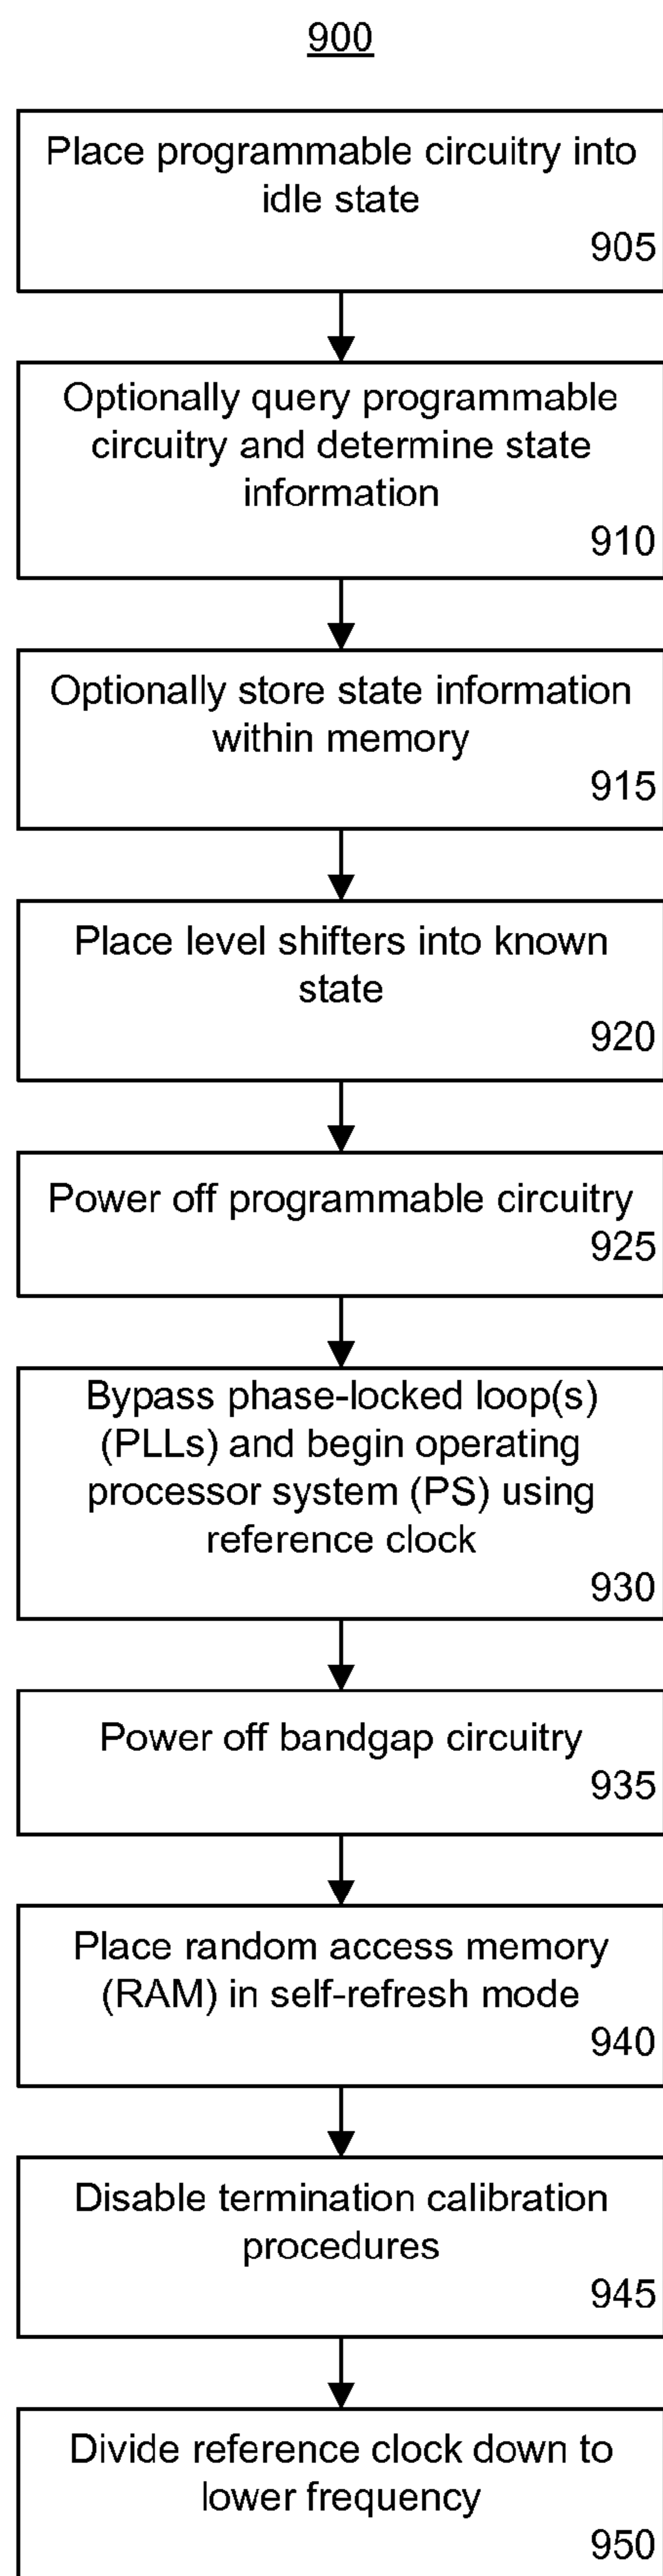 900
Place programmable circuitry into
idle state
905
Optionally query programmable
circuitry and determine state
information
910
Optionally store state information
within memory
915
Place level shifters into known
state
920
Power off programmable circuitry
925
Bypass phase-locked loop(s)
(PLLs) and begin operating
processor system (PS) using
reference clock
930
Power off bandgap circuitry
935
Place random access memory
(RAM) in self-refresh mode
940
Disable termination calibration
procedures
945
Divide reference clock down to
lower frequency
950